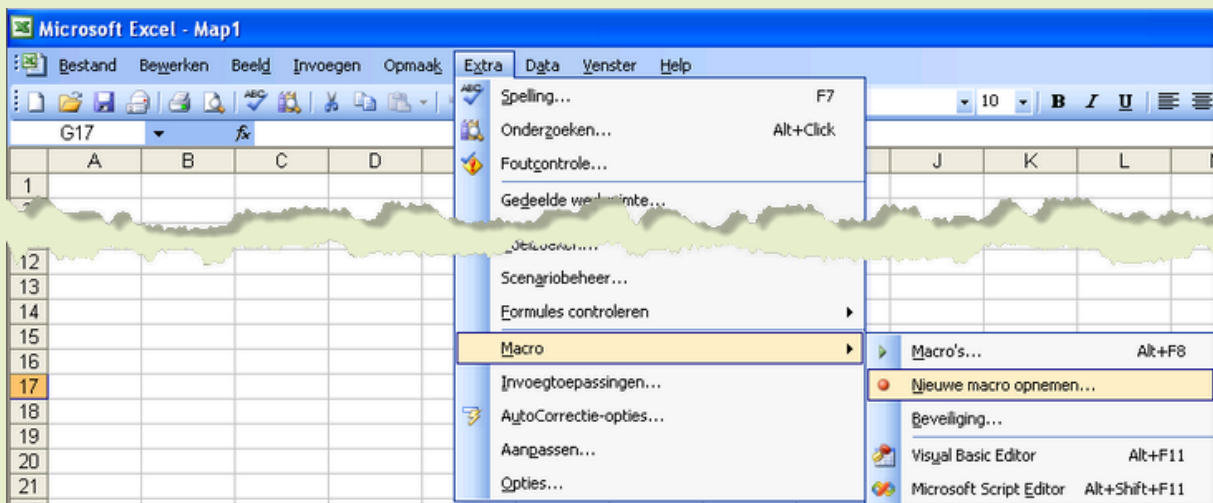 Microsoft Excel - Map1
Bestand Bewerken Beeld Invoegen Opmaak Extra Data Venster Help
10 B I U
G17 fx
A B C D J K L
Spelling... F7
Onderzoeken... Alt+Click
Foutcontrole...
Gedeelde
1
12
13
14
15
16
17
18
19
20
21
Scenariobeheer...
Formules controleren
Macro
Invoegtoepassingen...
AutoCorrectie-opties...
Aanpassen...
Opties...
Macro's... Alt+F8
Nieuwe macro opnemen...
Beveiliging...
Visual Basic Editor Alt+F11
Microsoft Script Editor Alt+Shift+F11